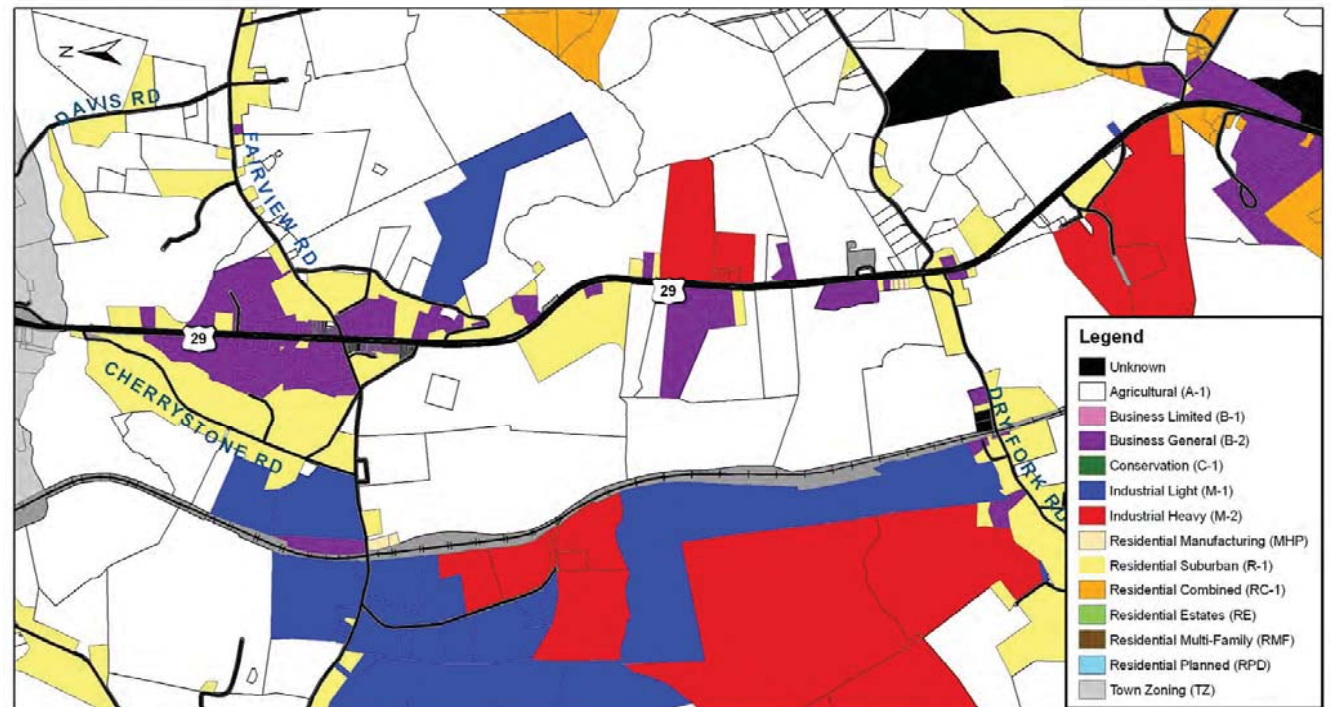 N
DAVIS RD
FAIRVIEW RD
29
29
CHERRYSTONE RD
DRY FORK RD
Legend
Unknown
Agricultural (A-1)
Business Limited (B-1)
Business General (B-2)
Conservation (C-1)
Industrial Light (M-1)
Industrial Heavy (M-2)
Residential Manufacturing (MHP)
Residential Suburban (R-1)
Residential Combined (RC-1)
Residential Estates (RE)
Residential Multi-Family (RMF)
Residential Planned (RPD)
Town Zoning (TZ)